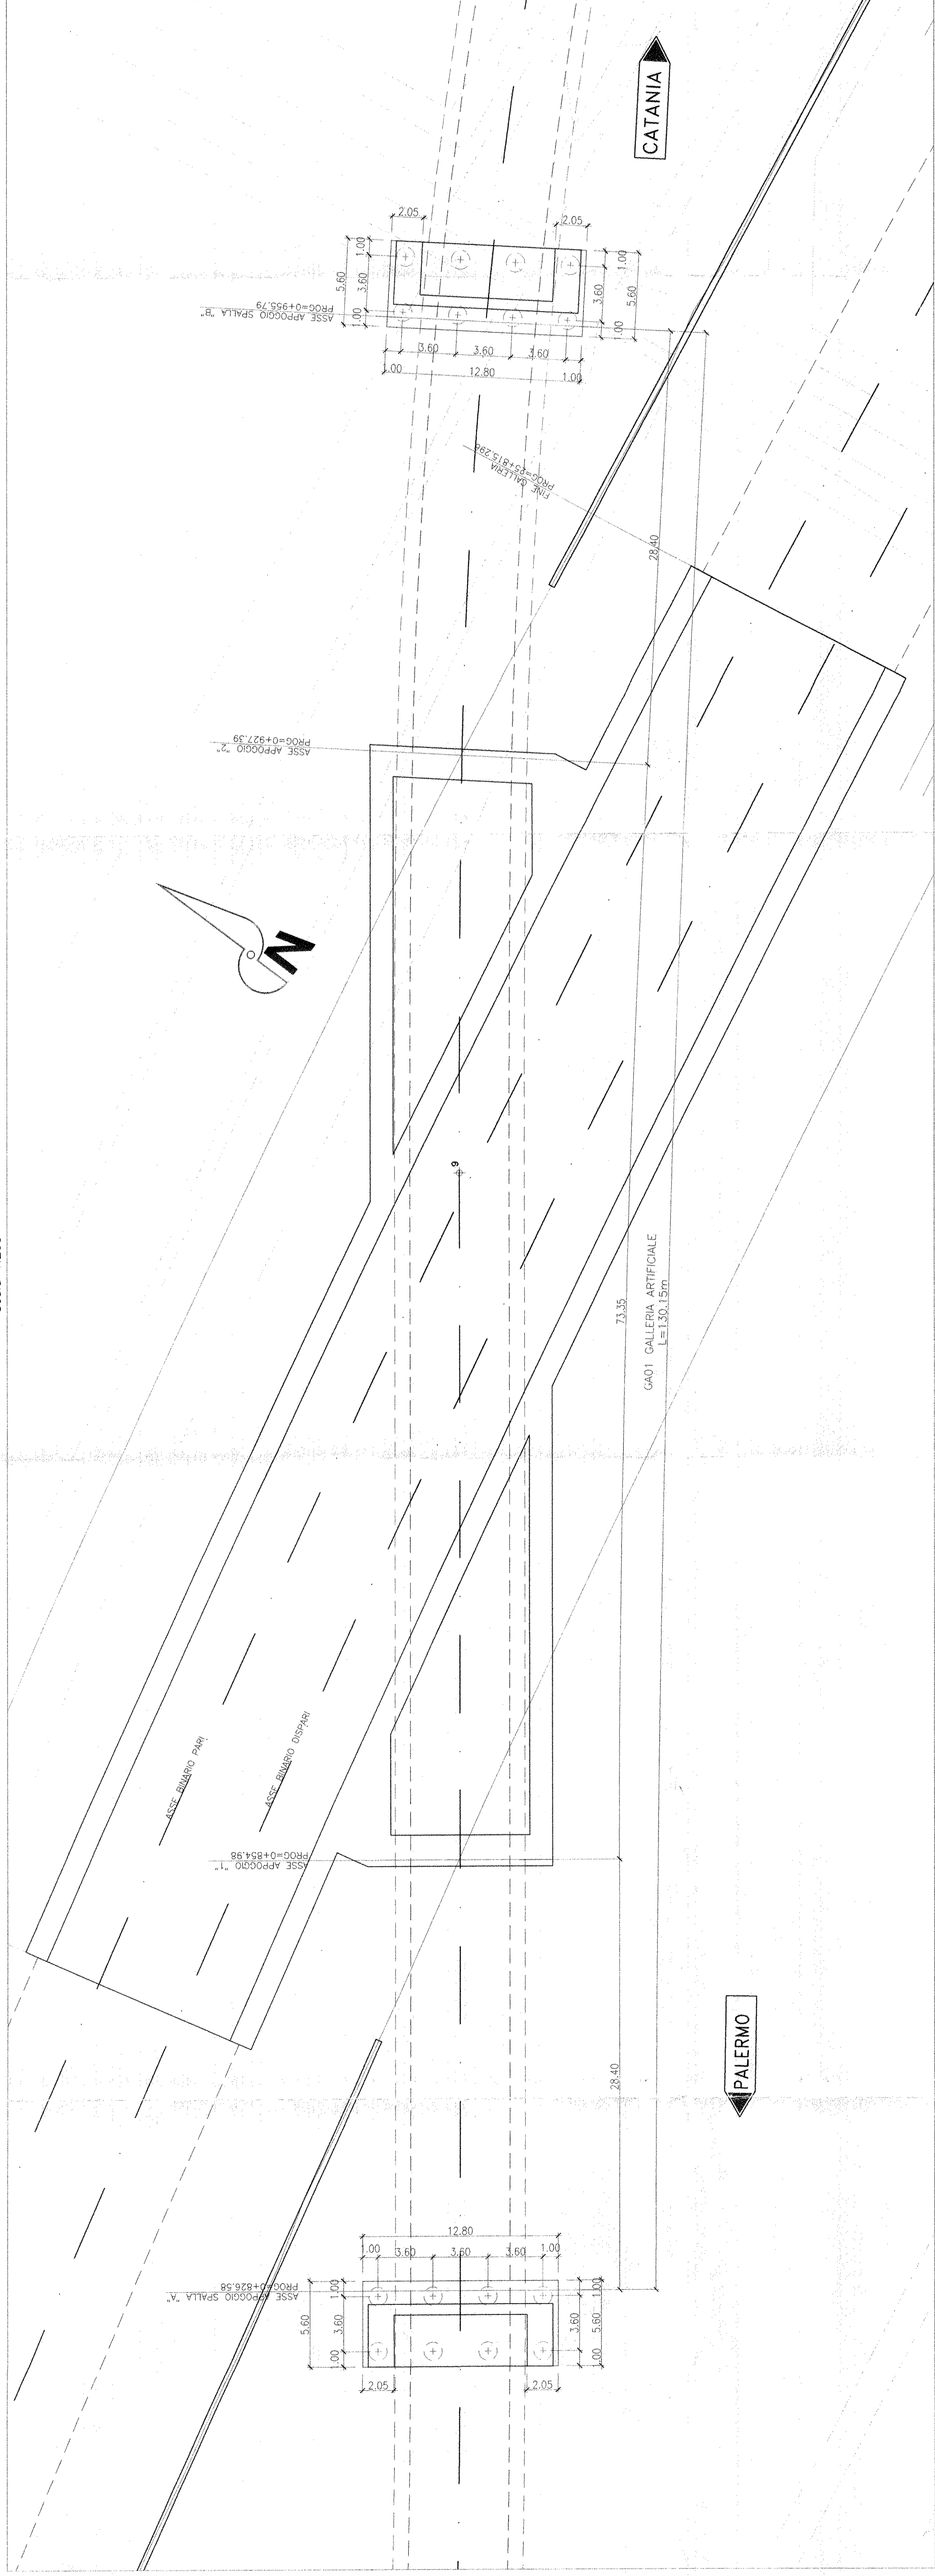 CATANIA
2.05
2.05
1.00
3.60
1.00
5.60
1.00
3.60
1.00
5.60
ASSE APPOGGIO SPALLA "B"
PROG=0+955.79
3.60
3.60
3.60
1.00
12.80
1.00
FINE GALLERIA
PROG=25+815.296
28.40
ASSE APPOGGIO "2"
PROG=0+927.39
N
9
73.35
GA01 GALLERIA ARTIFICIALE
L=130.15m
ASSE BINARIO PARI
ASSE BINARIO DISPARI
ASSE APPOGGIO "1"
PROG=0+854.98
28.40
PALERMO
12.80
1.00
3.60
3.60
3.60
1.00
ASSE APPOGGIO SPALLA "A"
PROG=0+826.58
5.60
1.00
3.60
1.00
1.00
3.60
1.00
5.60
2.05
2.05